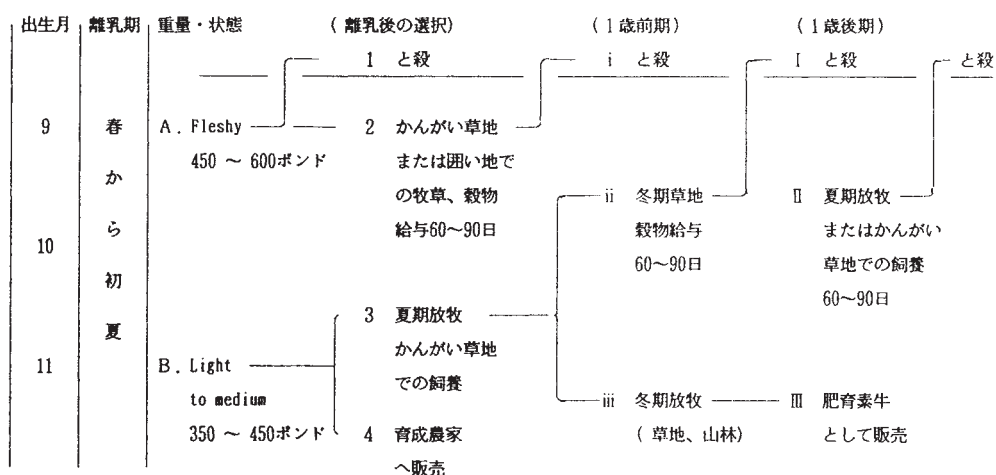 出生月 離乳期 重量・状態 (離乳後の選択) (1歳前期) (1歳後期)
1 と殺 i と殺 I と殺 と殺
9 春 A. Fleshy 2 かんがい草地
450 ~ 600ポンド または囲い地で
か の牧草、穀物 ii 冬期草地 II 夏期放牧
給与60~90日 穀物給与 またはかんがい
10 ら 60~90日 草地での飼養
初 60~90日
3 夏期放牧
夏 かんがい草地
11 B. Light での飼養
to medium iii 冬期放牧 III 肥育素牛
350 ~ 450ポンド 4 育成農家 (草地、山林) として販売
へ販売